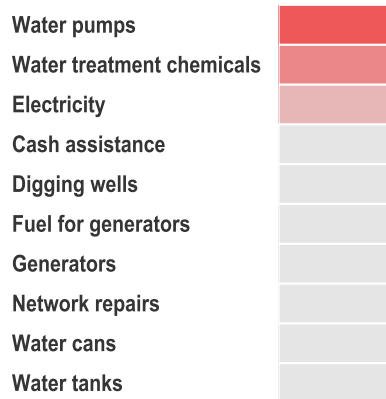 Water pumps
Water treatment chemicals
Electricity
Cash assistance
Digging wells
Fuel for generators
Generators
Network repairs
Water cans
Water tanks